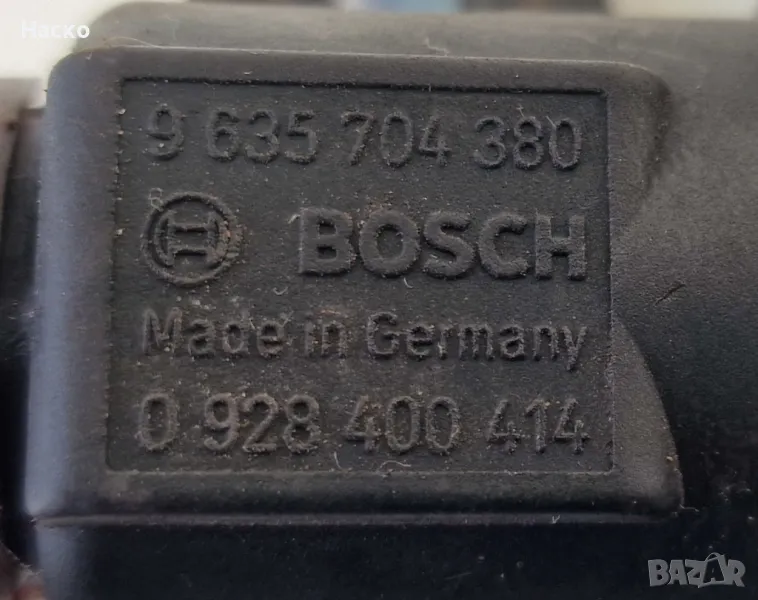 Наско
9 635 704 380
BOSCH
Made in Germany
0 928 400 414
BAZAR